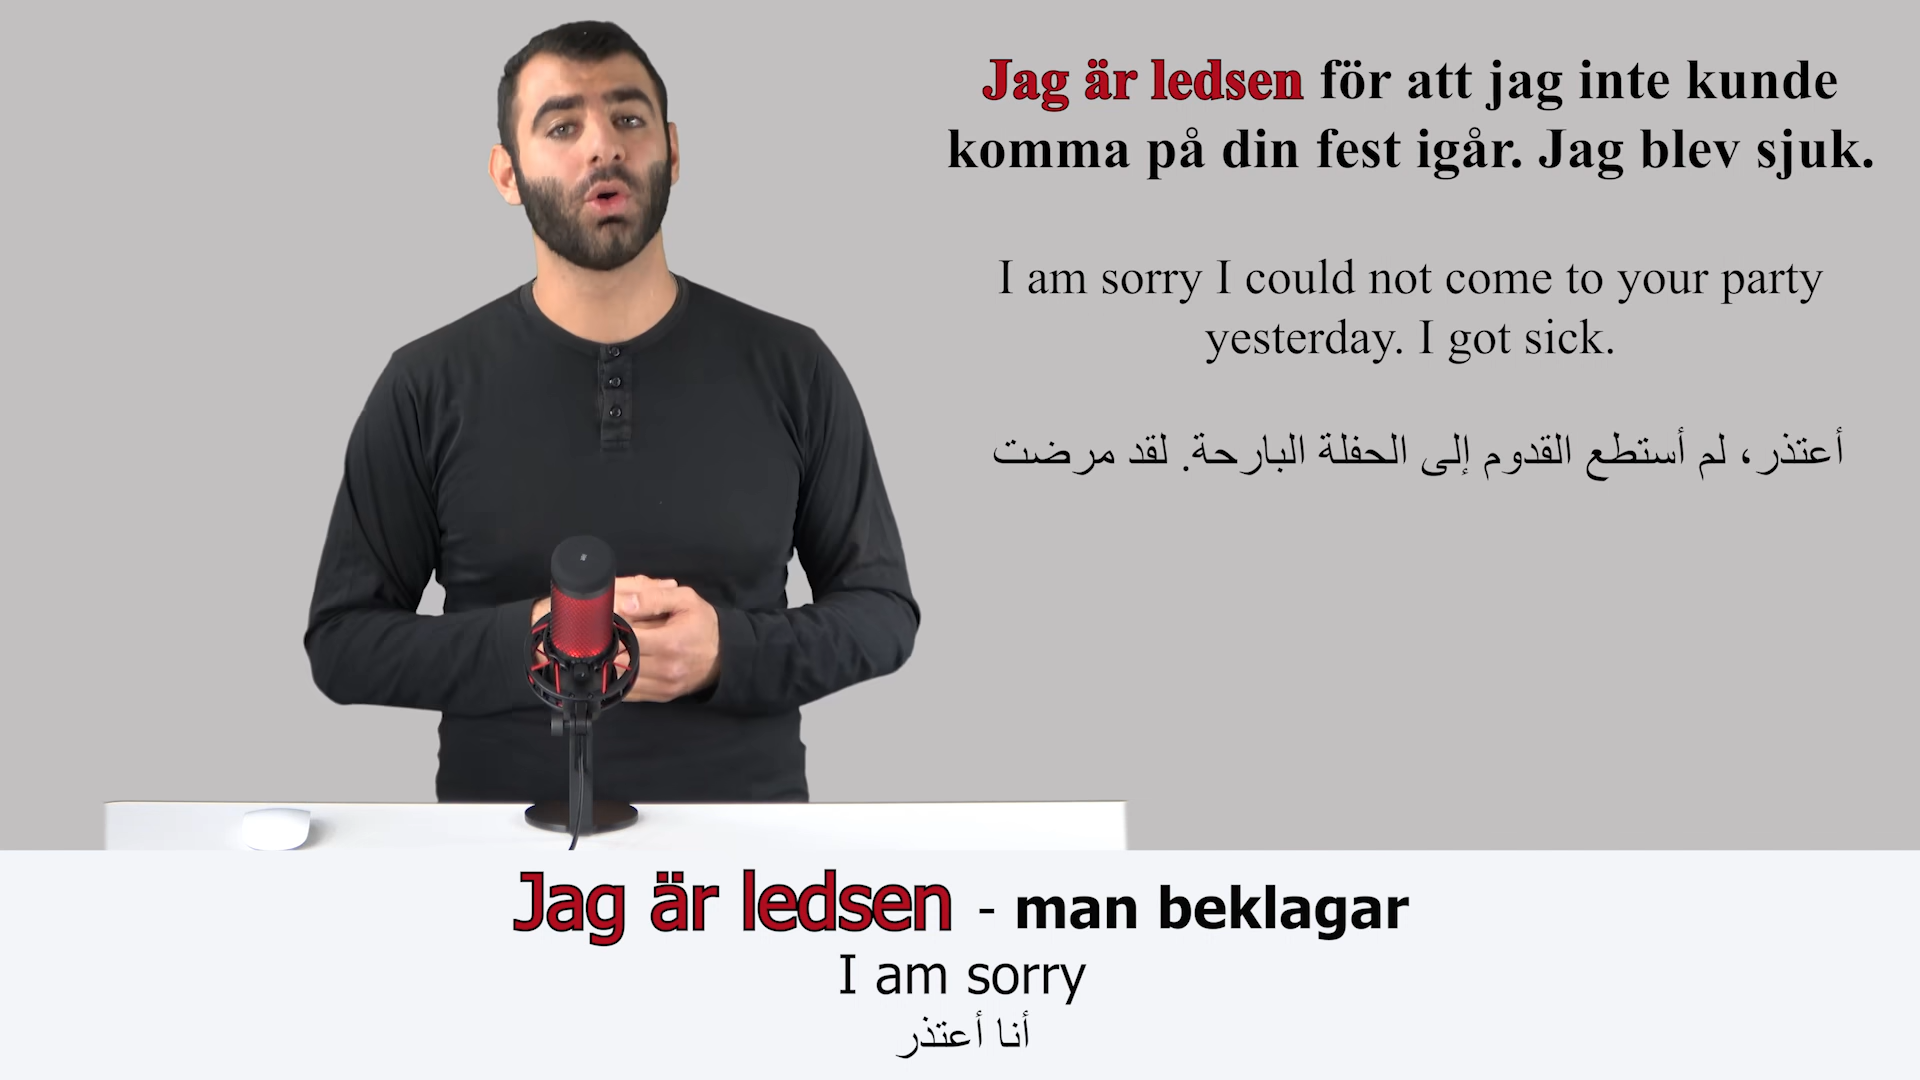 Jag är ledsen för att jag inte kunde
komma på din fest igår. Jag blev sjuk.
I am sorry I could not come to your party
yesterday. I got sick.
أعتذر، لم أستطع القدوم إلى الحفلة البارحة. لقد مرضت
Jag är ledsen - man beklagar
I am sorry
أنا أعتذر